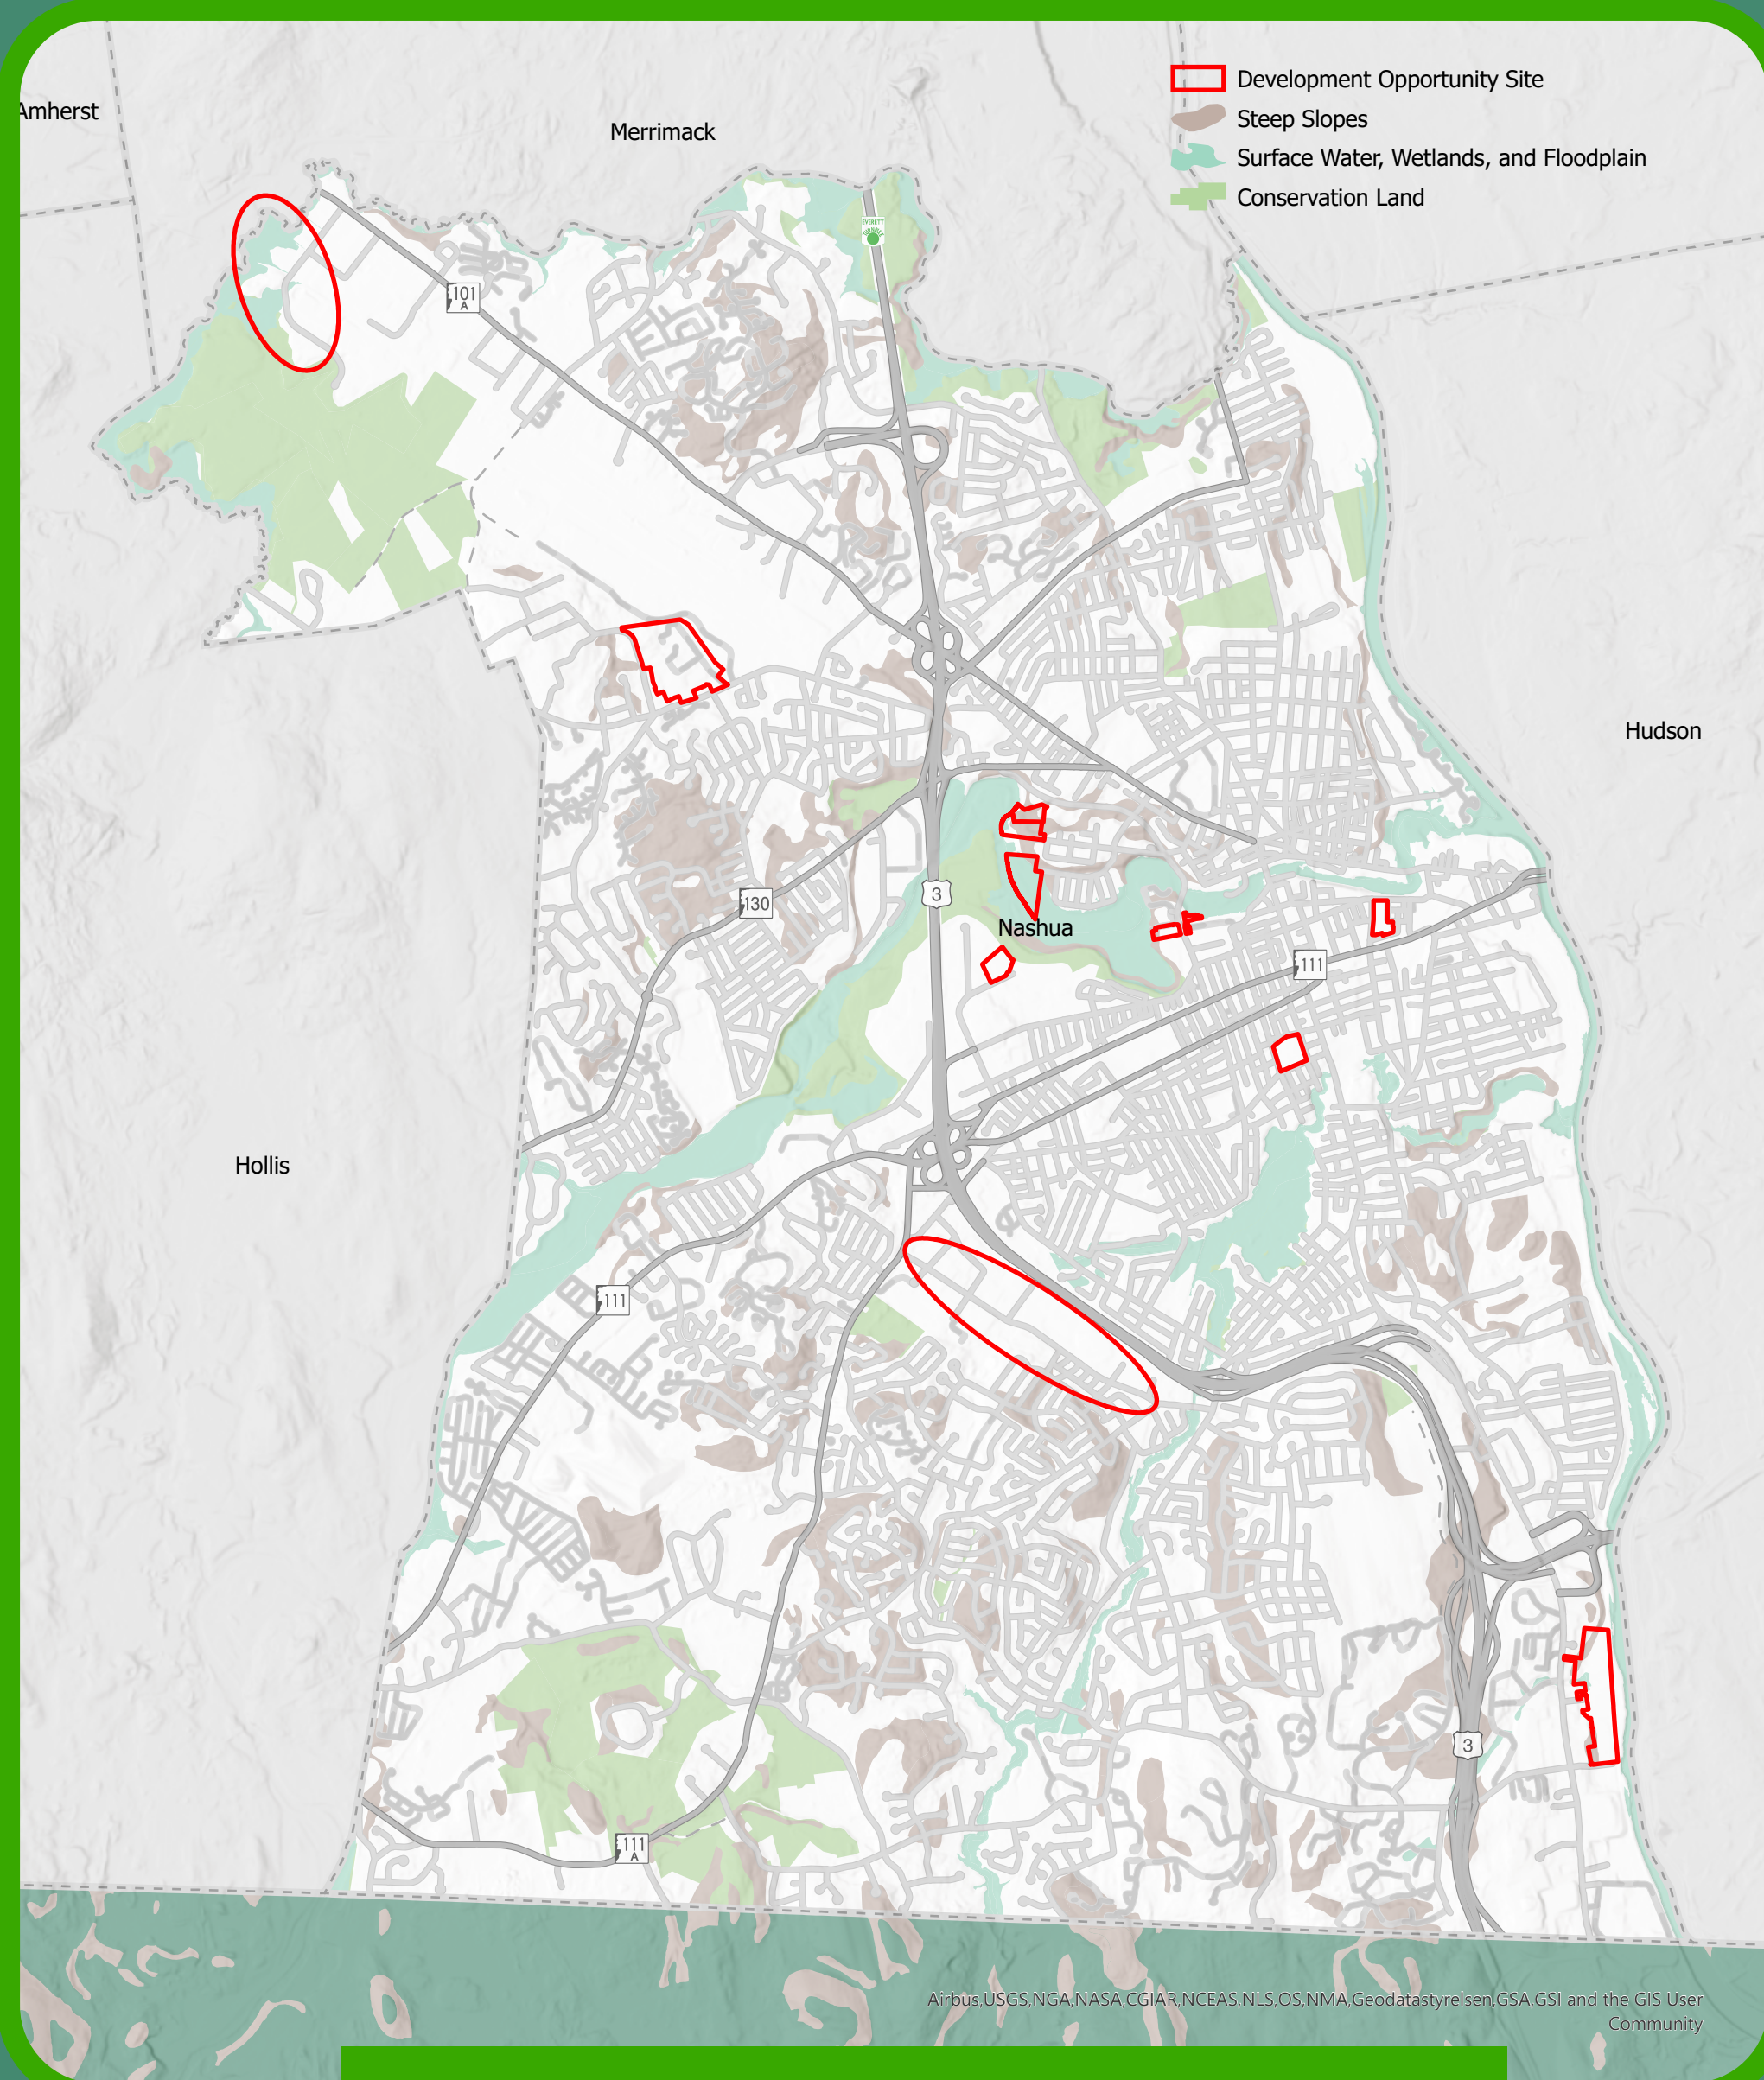 Development Opportunity Site
Steep Slopes
Surface Water, Wetlands, and Floodplain
Conservation Land
Amherst
Merrimack
EVERETT
101
A
Hudson
130
3
Nashua
111
Hollis
111
3
111
A
Airbus,USGS,NGA,NASA,CGIAR,NCEAS,NLS,OS,NMA,Geodatastyrelsen,GSA,GSI and the GIS User
Community